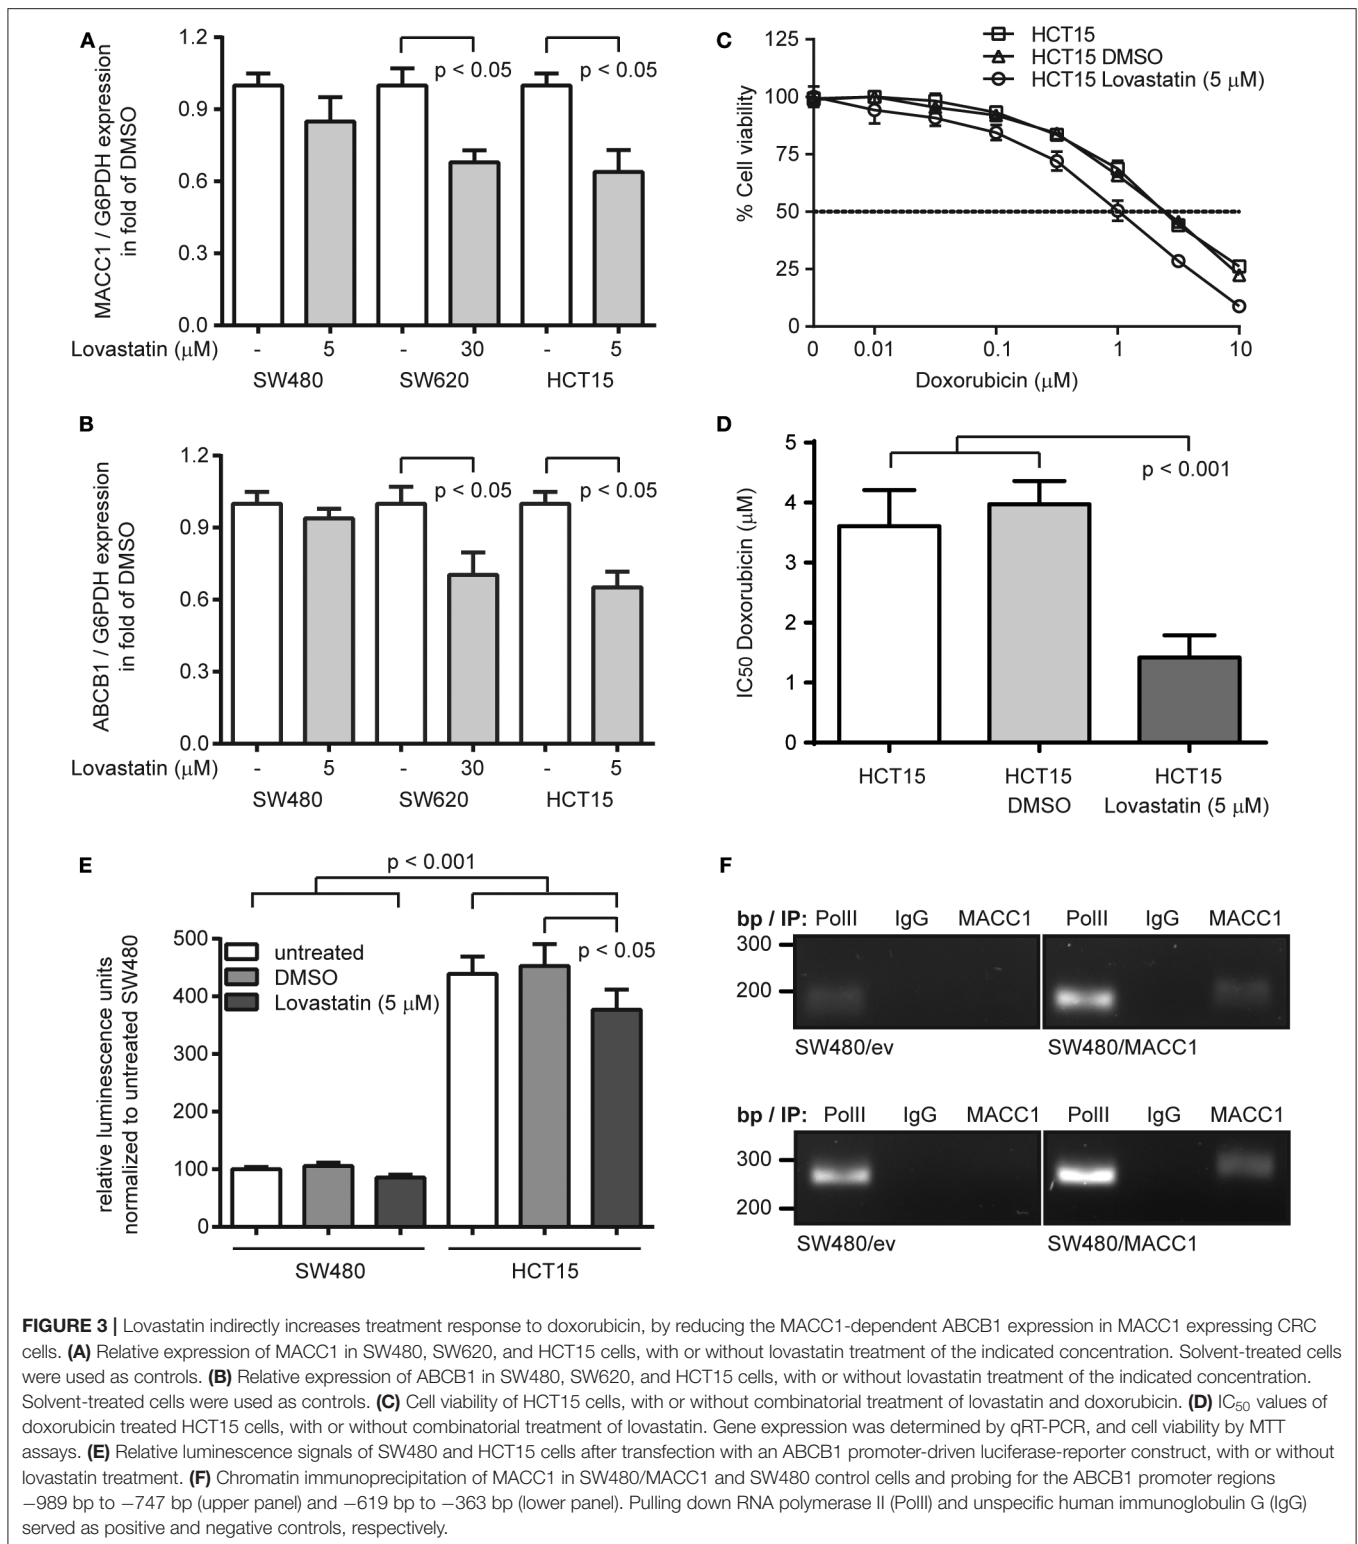 A
MACC1 / G6PDH expression
in fold of DMSO
1.2
0.9
0.6
0.3
0.0
p < 0.05
p < 0.05
Lovastatin (μM) - 5 - 30 - 5
SW480 SW620 HCT15
C
% Cell viability
125
100
75
50
25
0
HCT15
HCT15 DMSO
HCT15 Lovastatin (5 μM)
0 0.01 0.1 1 10
Doxorubicin (μM)
B
ABCB1 / G6PDH expression
in fold of DMSO
1.2
0.9
0.6
0.3
0.0
p < 0.05
p < 0.05
Lovastatin (μM) - 5 - 30 - 5
SW480 SW620 HCT15
D
IC50 Doxorubicin (μM)
5
4
3
2
1
0
p < 0.001
HCT15 HCT15 HCT15
DMSO Lovastatin (5 μM)
E
relative luminescence units
normalized to untreated SW480
p < 0.001
500
400
300
200
100
0
untreated
DMSO
Lovastatin (5 μM)
p < 0.05
SW480 HCT15
F
bp / IP: PolII IgG MACC1 PolII IgG MACC1
300
200
SW480/ev SW480/MACC1
bp / IP: PolII IgG MACC1 PolII IgG MACC1
300
200
SW480/ev SW480/MACC1
FIGURE 3 | Lovastatin indirectly increases treatment response to doxorubicin, by reducing the MACC1-dependent ABCB1 expression in MACC1 expressing CRC
cells. (A) Relative expression of MACC1 in SW480, SW620, and HCT15 cells, with or without lovastatin treatment of the indicated concentration. Solvent-treated cells
were used as controls. (B) Relative expression of ABCB1 in SW480, SW620, and HCT15 cells, with or without lovastatin treatment of the indicated concentration.
Solvent-treated cells were used as controls. (C) Cell viability of HCT15 cells, with or without combinatorial treatment of lovastatin and doxorubicin. (D) IC50 values of
doxorubicin treated HCT15 cells, with or without combinatorial treatment of lovastatin. Gene expression was determined by qRT-PCR, and cell viability by MTT
assays. (E) Relative luminescence signals of SW480 and HCT15 cells after transfection with an ABCB1 promoter-driven luciferase-reporter construct, with or without
lovastatin treatment. (F) Chromatin immunoprecipitation of MACC1 in SW480/MACC1 and SW480 control cells and probing for the ABCB1 promoter regions
−989 bp to −747 bp (upper panel) and −619 bp to −363 bp (lower panel). Pulling down RNA polymerase II (PolII) and unspecific human immunoglobulin G (IgG)
served as positive and negative controls, respectively.